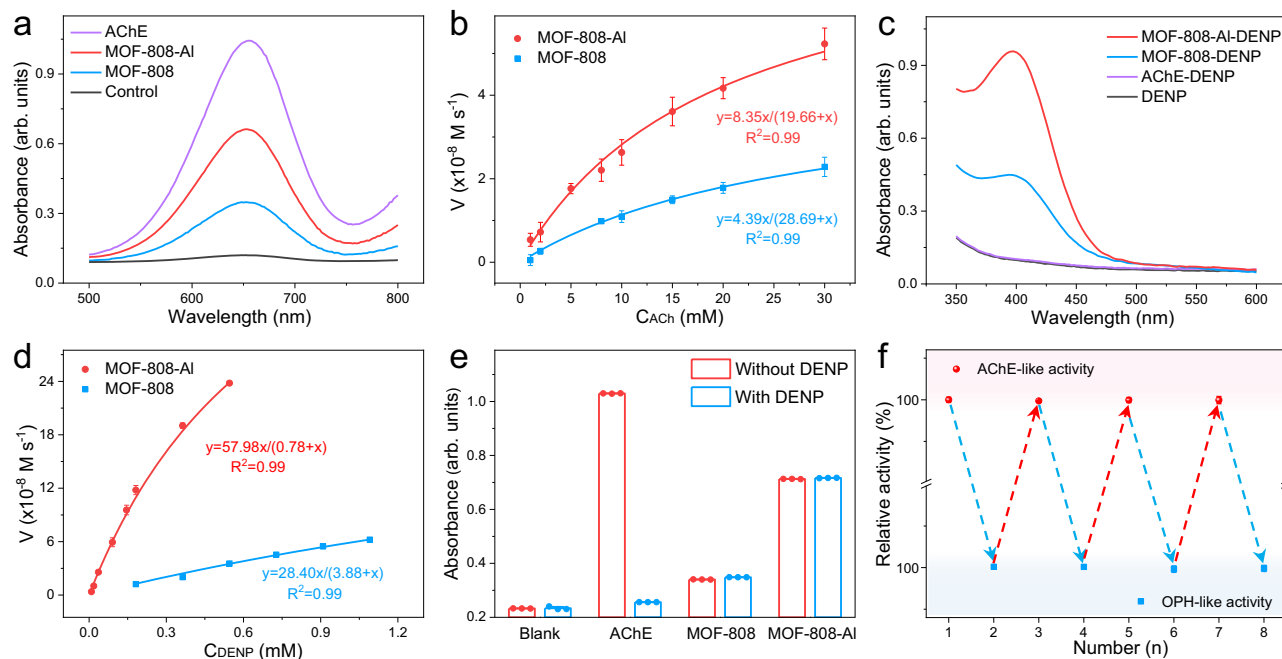 a
AChE
MOF-808-Al
MOF-808
Control
Absorbance (arb. units)
1.2
0.9
0.6
0.3
0.0
500
600
700
800
Wavelength (nm)
b
MOF-808-Al
MOF-808
V (x10-8 M s-1)
4
2
0
y=8.35x/(19.66+x)
R2=0.99
y=4.39x/(28.69+x)
R2=0.99
0
5
10
15
20
25
30
CACh (mM)
c
MOF-808-Al-DENP
MOF-808-DENP
AChE-DENP
DENP
Absorbance (arb. units)
0.9
0.6
0.3
0.0
350
400
450
500
550
600
Wavelength (nm)
d
MOF-808-Al
MOF-808
V (x10-8 M s-1)
24
18
12
6
0
y=57.98x/(0.78+x)
R2=0.99
y=28.40x/(3.88+x)
R2=0.99
0.0
0.3
0.6
0.9
1.2
CDENP (mM)
e
Without DENP
With DENP
Absorbance (arb. units)
1.0
0.8
0.6
0.4
0.2
Blank
AChE
MOF-808
MOF-808-Al
f
AChE-like activity
Relative activity (%)
100
100
OPH-like activity
1
2
3
4
5
6
7
8
Number (n)